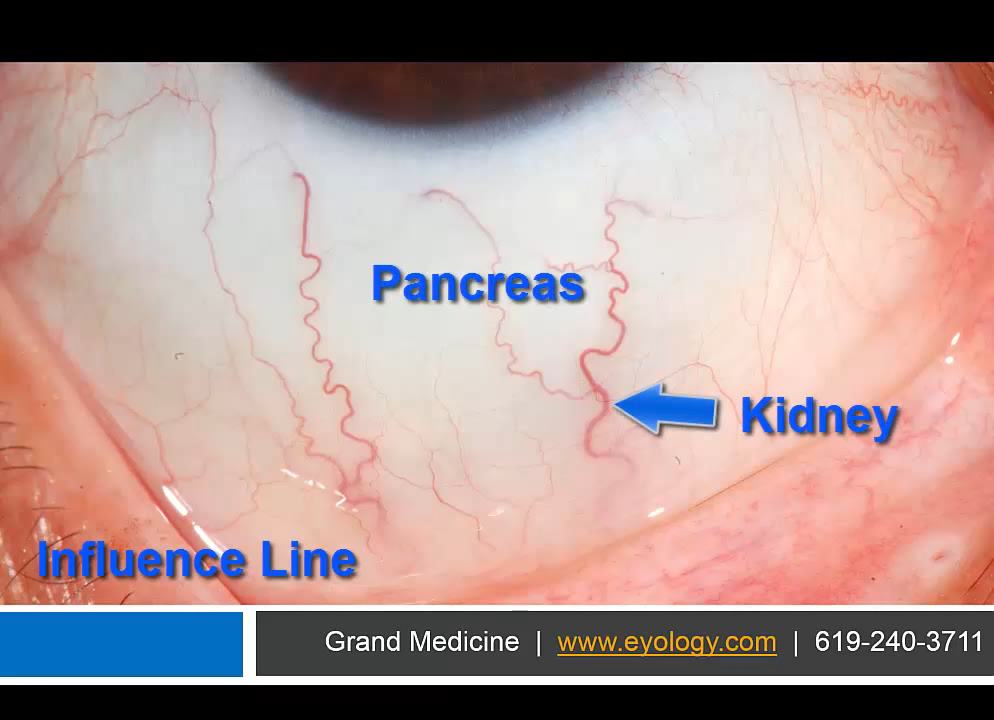 Pancreas
Kidney
Influence Line
Grand Medicine | www.eyology.com | 619-240-3711